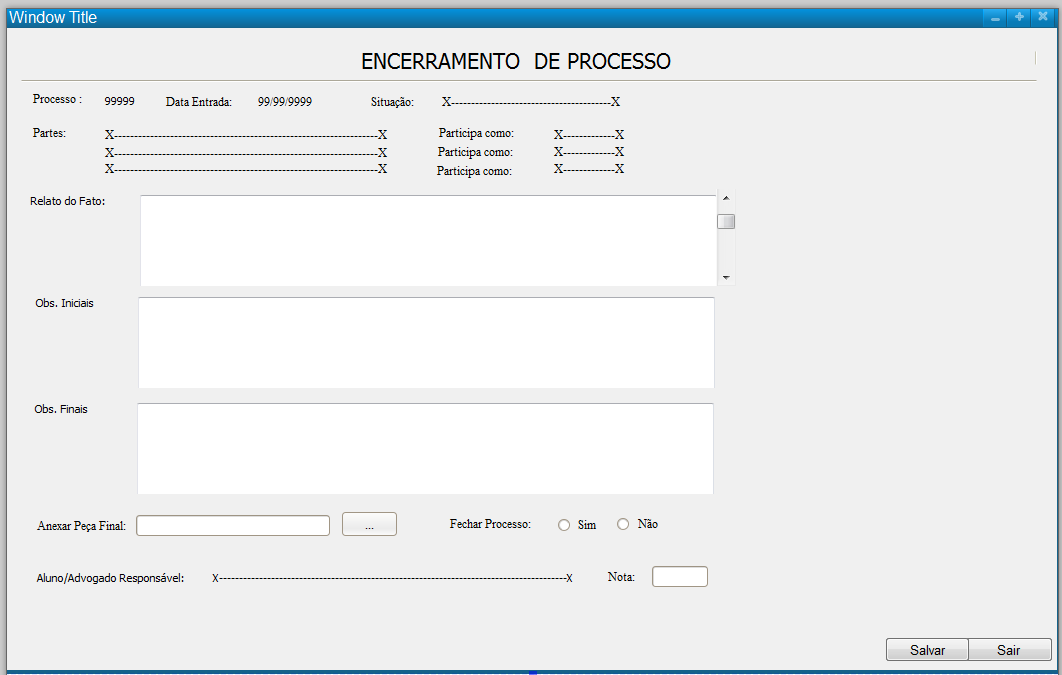 Window Title
ENCERRAMENTO DE PROCESSO
Processo : 99999 Data Entrada: 99/99/9999 Situação: X----------------------------------------X
Partes: X------------------------------------------------------------------X Participa como: X-------------X
X------------------------------------------------------------------X Participa como: X-------------X
X------------------------------------------------------------------X Participa como: X-------------X
Relato do Fato:
Obs. Iniciais
Obs. Finais
Anexar Peça Final: ... Fechar Processo: Sim Não
Aluno/Advogado Responsável: X---------------------------------------------------------------------------------------X Nota:
Salvar Sair